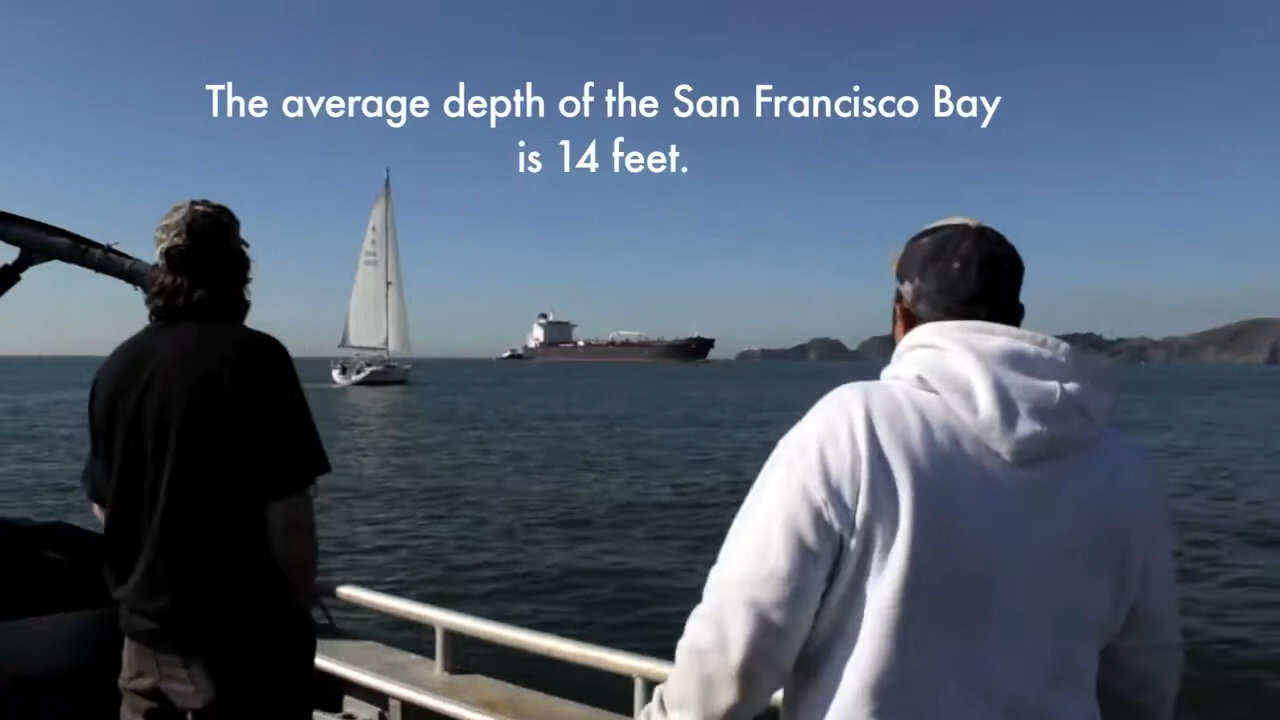 The average depth of the San Francisco Bay
is 14 feet.